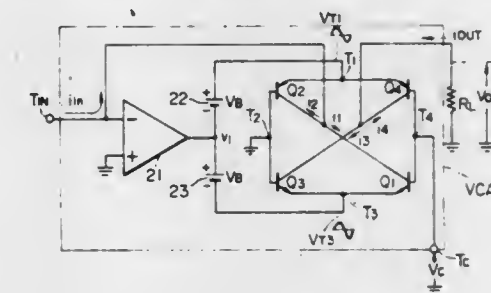 VT1
iOUT
T1
TIN
iin
22
VB
Q2
Q4
i2
i1
i4
i3
T2
T4
RL
Vo
v1
21
23
VB
Q3
Q1
T3
VT3
VCA
Tc
Vc